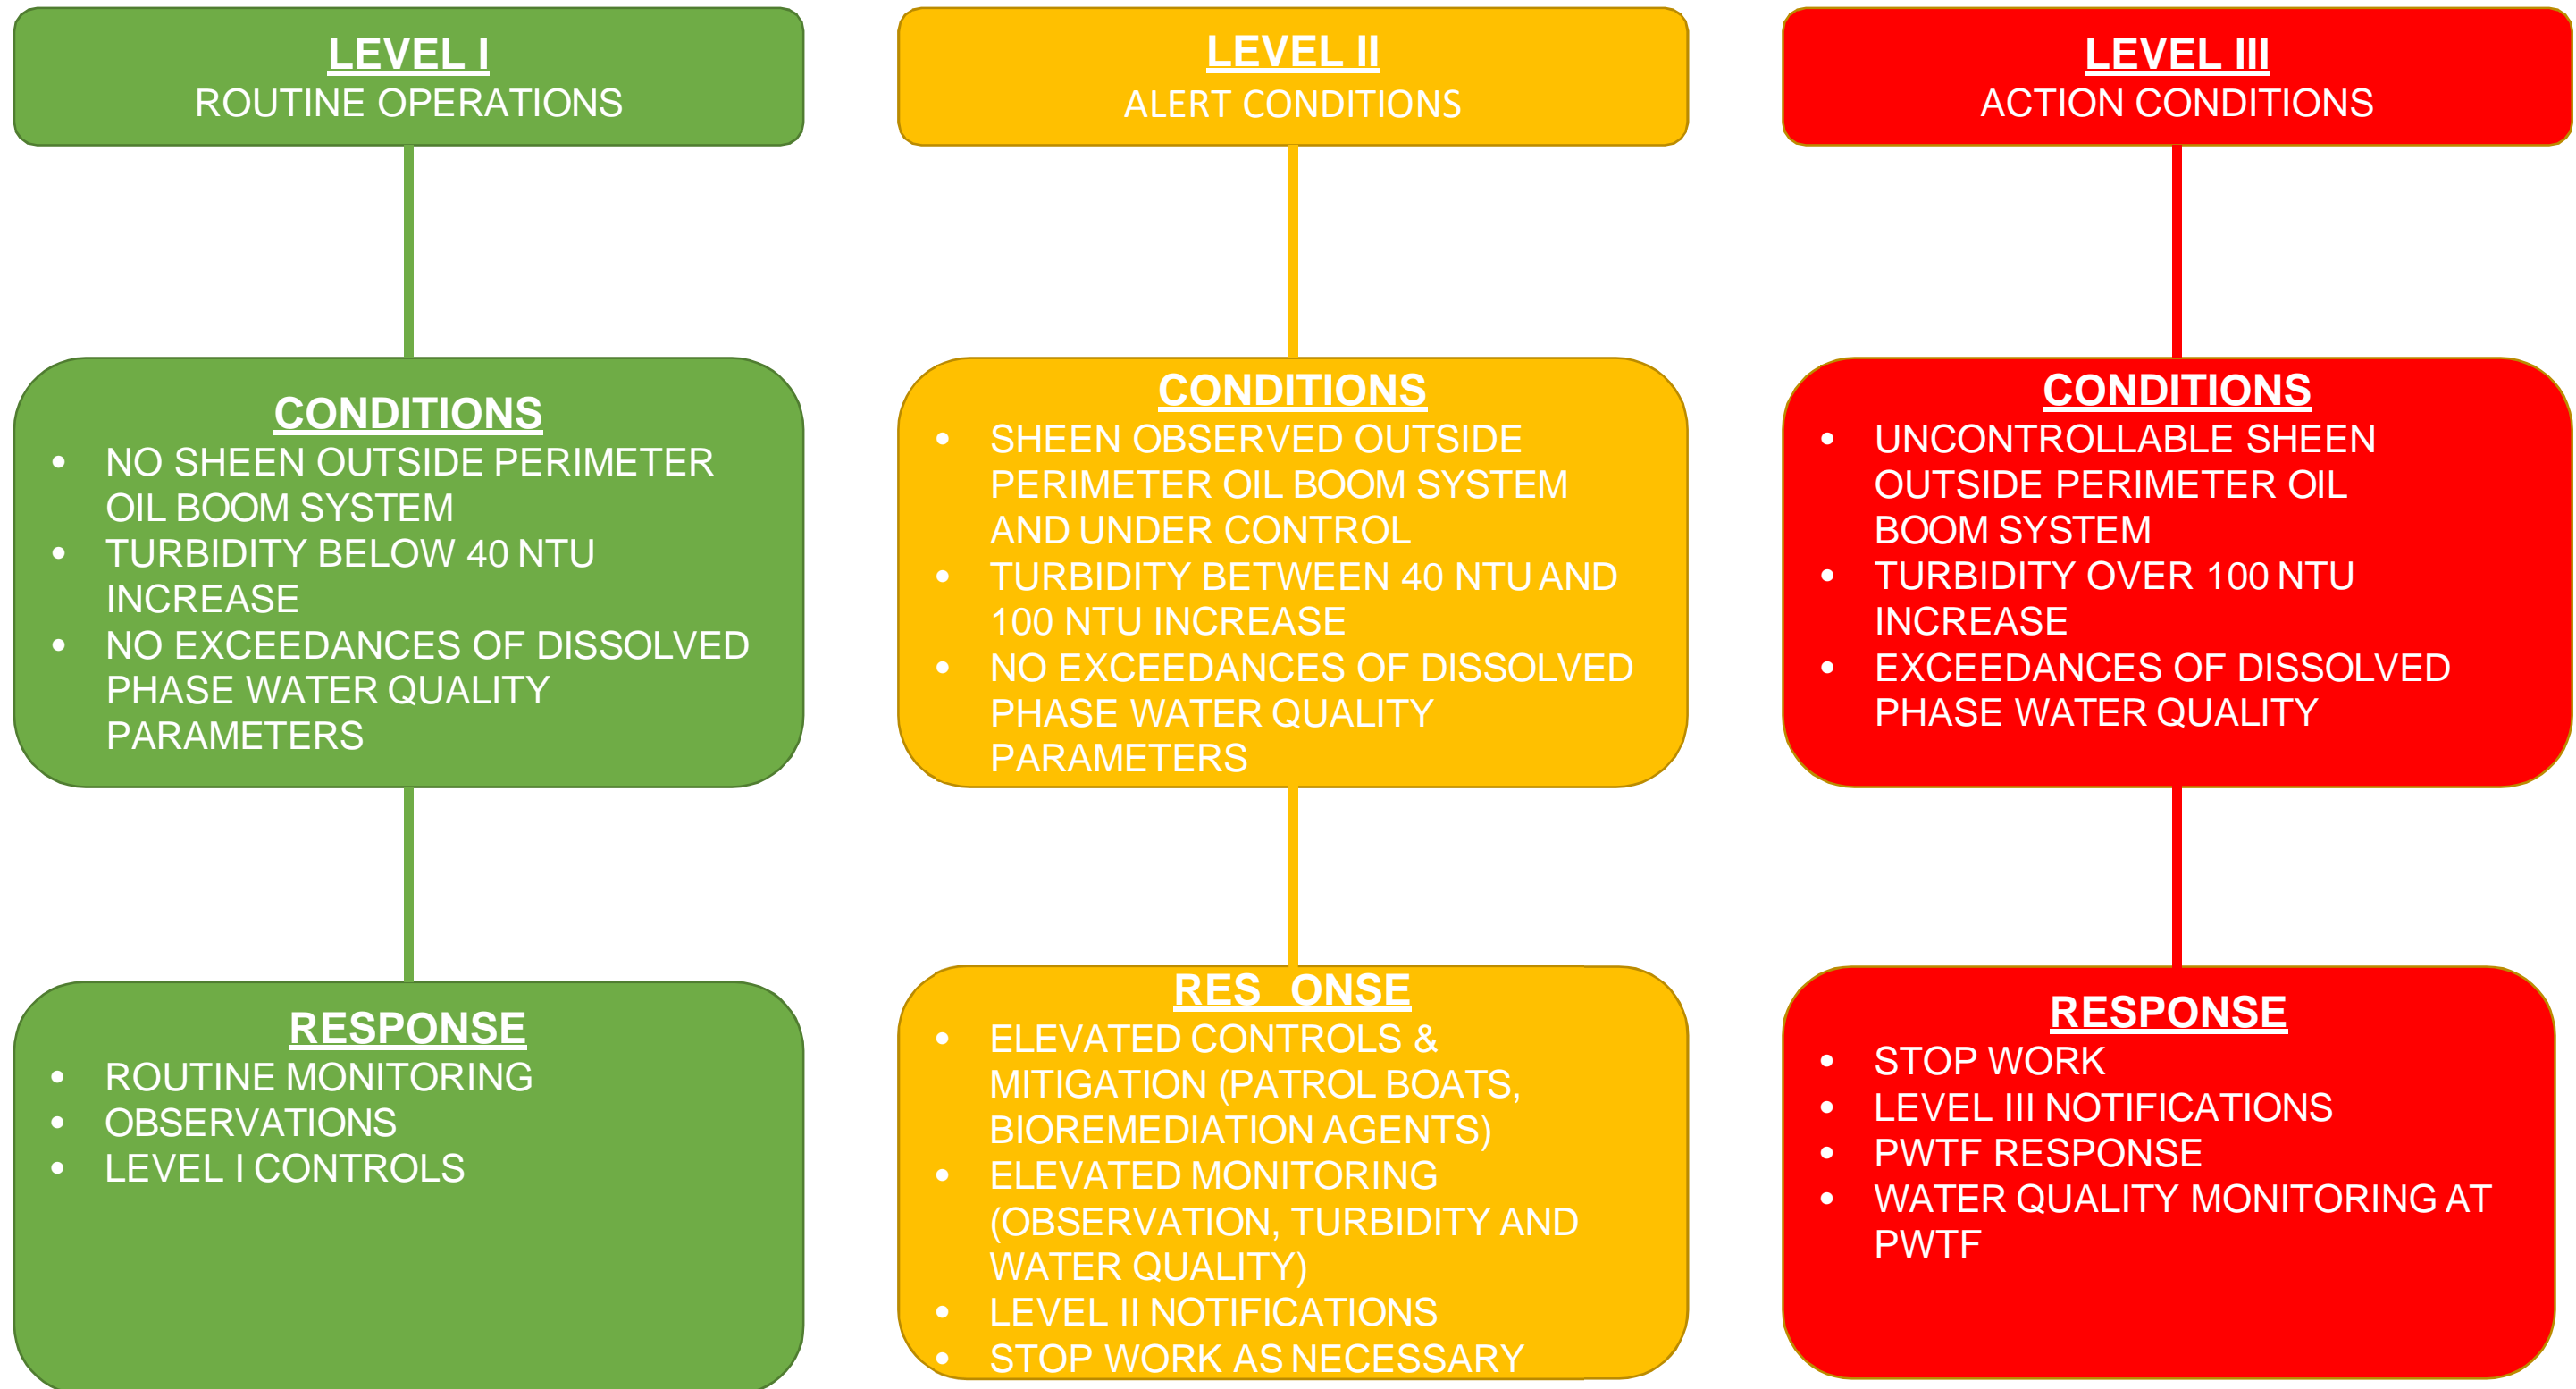 LEVEL I
ROUTINE OPERATIONS
CONDITIONS
• NO SHEEN OUTSIDE PERIMETER
OIL BOOM SYSTEM
• TURBIDITY BELOW 40 NTU
INCREASE
• NO EXCEEDANCES OF DISSOLVED
PHASE WATER QUALITY
PARAMETERS
RESPONSE
• ROUTINE MONITORING
• OBSERVATIONS
• LEVEL I CONTROLS
LEVEL II
ALERT CONDITIONS
CONDITIONS
• SHEEN OBSERVED OUTSIDE
PERIMETER OIL BOOM SYSTEM
AND UNDER CONTROL
• TURBIDITY BETWEEN 40 NTU AND
100 NTU INCREASE
• NO EXCEEDANCES OF DISSOLVED
PHASE WATER QUALITY
PARAMETERS
RES ONSE
• ELEVATED CONTROLS &
MITIGATION (PATROL BOATS,
BIOREMEDIATION AGENTS)
• ELEVATED MONITORING
(OBSERVATION, TURBIDITY AND
WATER QUALITY)
• LEVEL II NOTIFICATIONS
• STOP WORK AS NECESSARY
LEVEL III
ACTION CONDITIONS
CONDITIONS
• UNCONTROLLABLE SHEEN
OUTSIDE PERIMETER OIL
BOOM SYSTEM
• TURBIDITY OVER 100 NTU
INCREASE
• EXCEEDANCES OF DISSOLVED
PHASE WATER QUALITY
RESPONSE
• STOP WORK
• LEVEL III NOTIFICATIONS
• PWTF RESPONSE
• WATER QUALITY MONITORING AT
PWTF